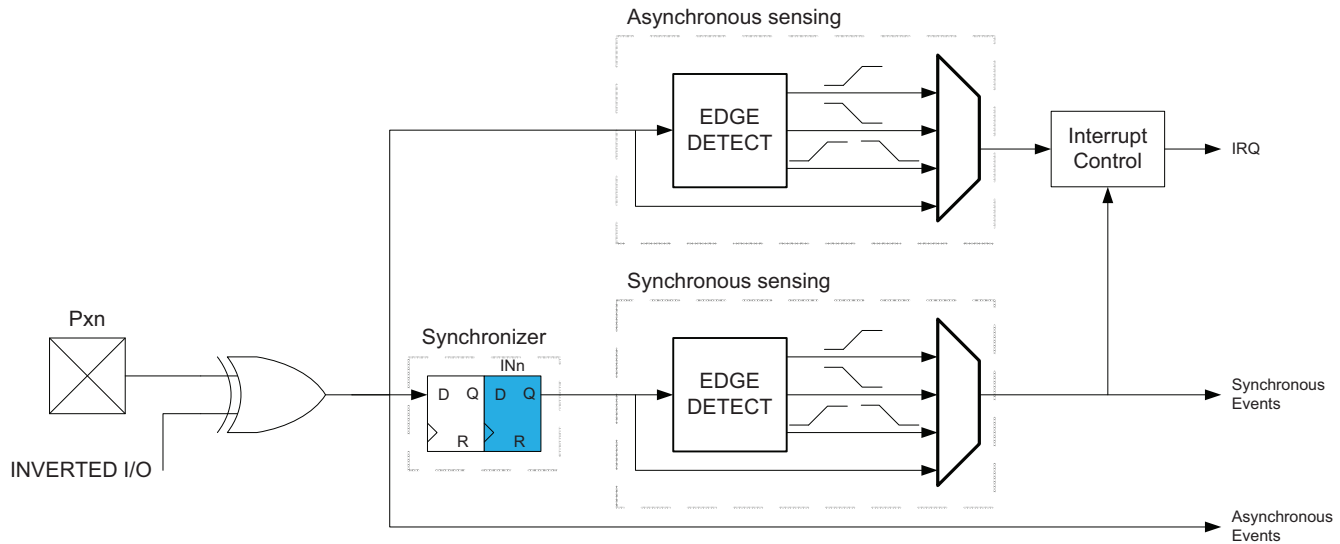 Asynchronous sensing
EDGE
DETECT
Interrupt
Control
IRQ
Synchronous sensing
Pxn
Synchronizer
INn
D Q D Q
R R
EDGE
DETECT
Synchronous
Events
INVERTED I/O
Asynchronous
Events